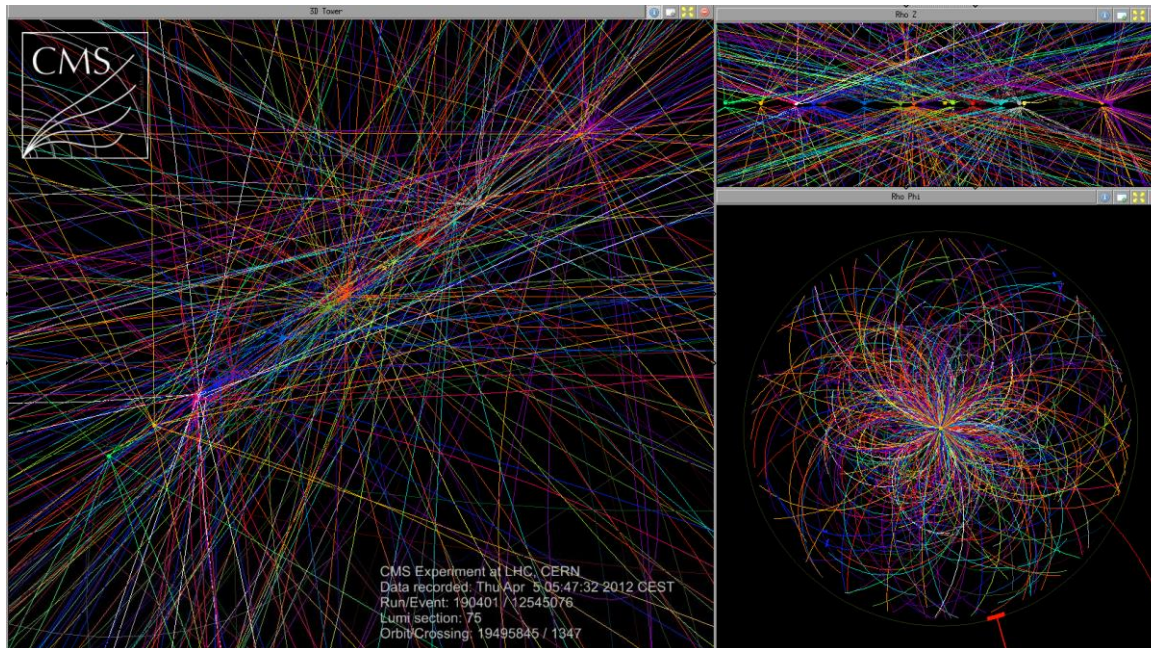 3D Tower
Rho Z
CMS
Rho Phi
CMS Experiment at LHC, CERN
Data recorded: Thu Apr 5 05:47:32 2012 CEST
Run/Event: 190401 / 12545076
Lumi section: 75
Orbit/Crossing: 19495845 / 1347